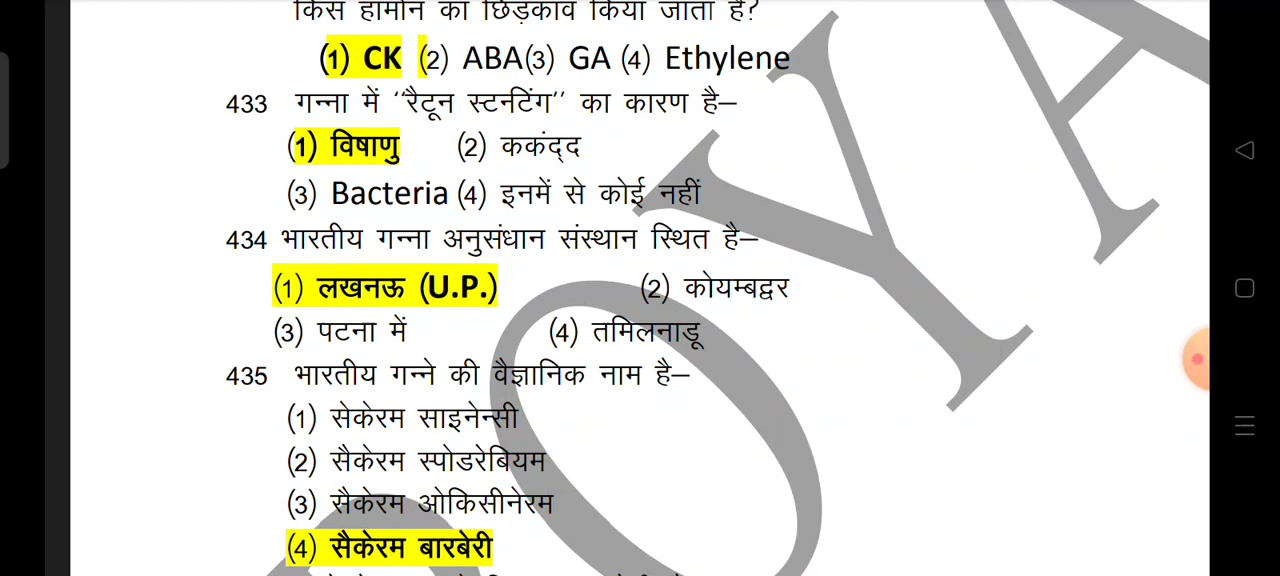 किस हार्मोन का छिड़काव किया जाता है?
(1) CK (2) ABA(3) GA (4) Ethylene
433 गन्ना में ‘‘रैटून स्टनटिंग’’ का कारण है–
(1) विषाणु (2) ककंद्द
(3) Bacteria (4) इनमें से कोई नहीं
434 भारतीय गन्ना अनुसंधान संस्थान स्थित है–
(1) लखनऊ (U.P.) (2) कोयम्बद्वर
(3) पटना में (4) तमिलनाडू
435 भारतीय गन्ने की वैज्ञानिक नाम है–
(1) सेकेरम साइनेन्सी
(2) सैकेरम स्पोडरेबियम
(3) सैकेरम ओकिसीनेरम
(4) सैकेरम बारबेरी